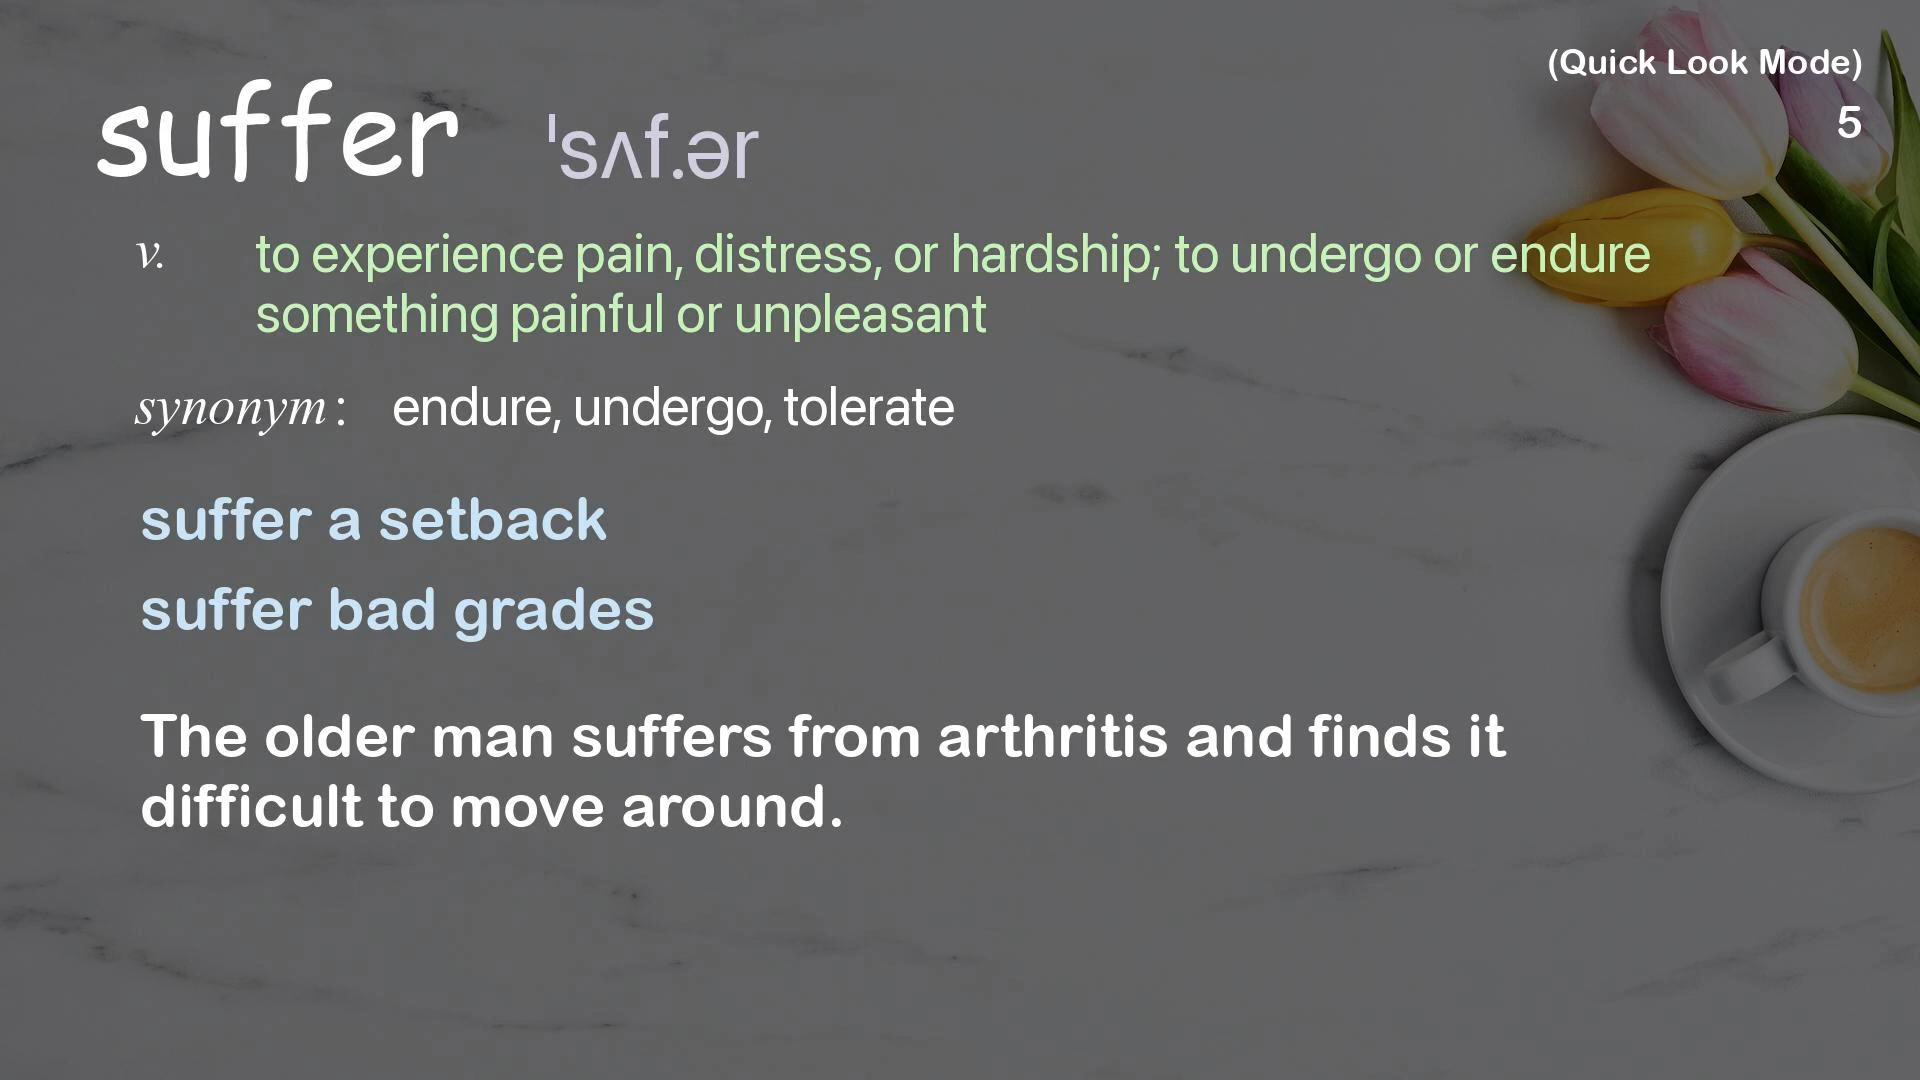 (Quick Look Mode)
5
suffer ˈsʌf.ər
v. to experience pain, distress, or hardship; to undergo or endure
something painful or unpleasant
synonym: endure, undergo, tolerate
suffer a setback
suffer bad grades
The older man suffers from arthritis and finds it
difficult to move around.